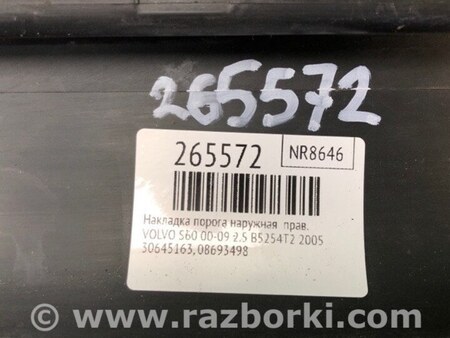 265572
265572
NR8646
Накладка порога наружная прав.
VOLVO S60 00-09 2.5 B5254T2 2005
30645163,08693498
© www.razborki.com